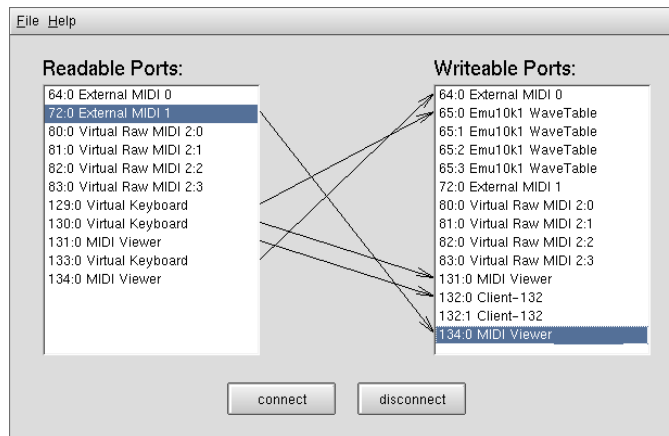 File Help
Readable Ports:
64:0 External MIDI 0
72:0 External MIDI 1
80:0 Virtual Raw MIDI 2:0
81:0 Virtual Raw MIDI 2:1
82:0 Virtual Raw MIDI 2:2
83:0 Virtual Raw MIDI 2:3
129:0 Virtual Keyboard
130:0 Virtual Keyboard
131:0 MIDI Viewer
133:0 Virtual Keyboard
134:0 MIDI Viewer
Writeable Ports:
64:0 External MIDI 0
65:0 Emu10k1 WaveTable
65:1 Emu10k1 WaveTable
65:2 Emu10k1 WaveTable
65:3 Emu10k1 WaveTable
72:0 External MIDI 1
80:0 Virtual Raw MIDI 2:0
81:0 Virtual Raw MIDI 2:1
82:0 Virtual Raw MIDI 2:2
83:0 Virtual Raw MIDI 2:3
131:0 MIDI Viewer
132:0 Client-132
132:1 Client-132
134:0 MIDI Viewer
connect
disconnect